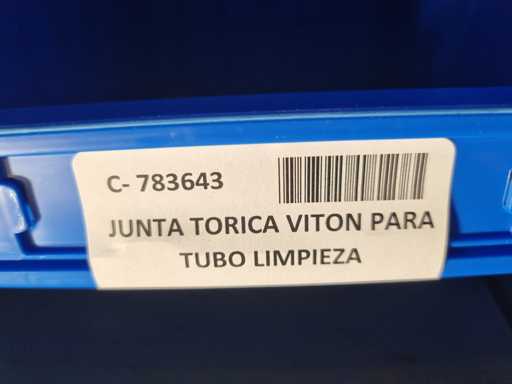 C- 783643
JUNTA TORICA VITON PARA
TUBO LIMPIEZA